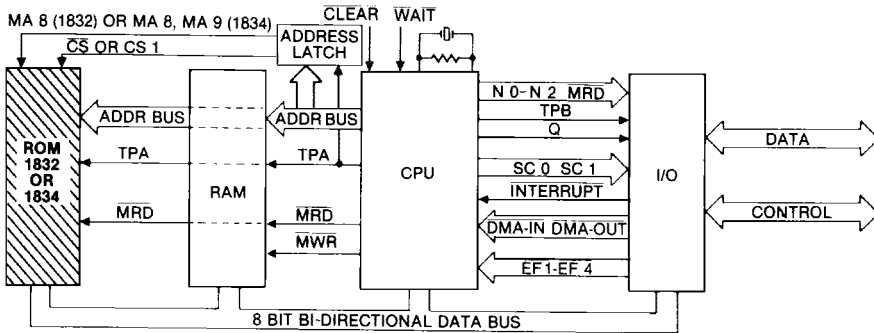 MA 8 (1832) OR MA 8, MA 9 (1834)
CLEAR
WAIT
CS OR CS 1
ADDRESS
LATCH
ADDR BUS
ADDR BUS
N 0–N 2 MRD
TPB
Q
DATA
ROM
1832
OR
1834
TPA
TPA
RAM
CPU
SC 0 SC 1
I/O
INTERRUPT
MRD
MRD
MWR
DMA-IN DMA-OUT
CONTROL
EF1-EF 4
8 BIT BI-DIRECTIONAL DATA BUS